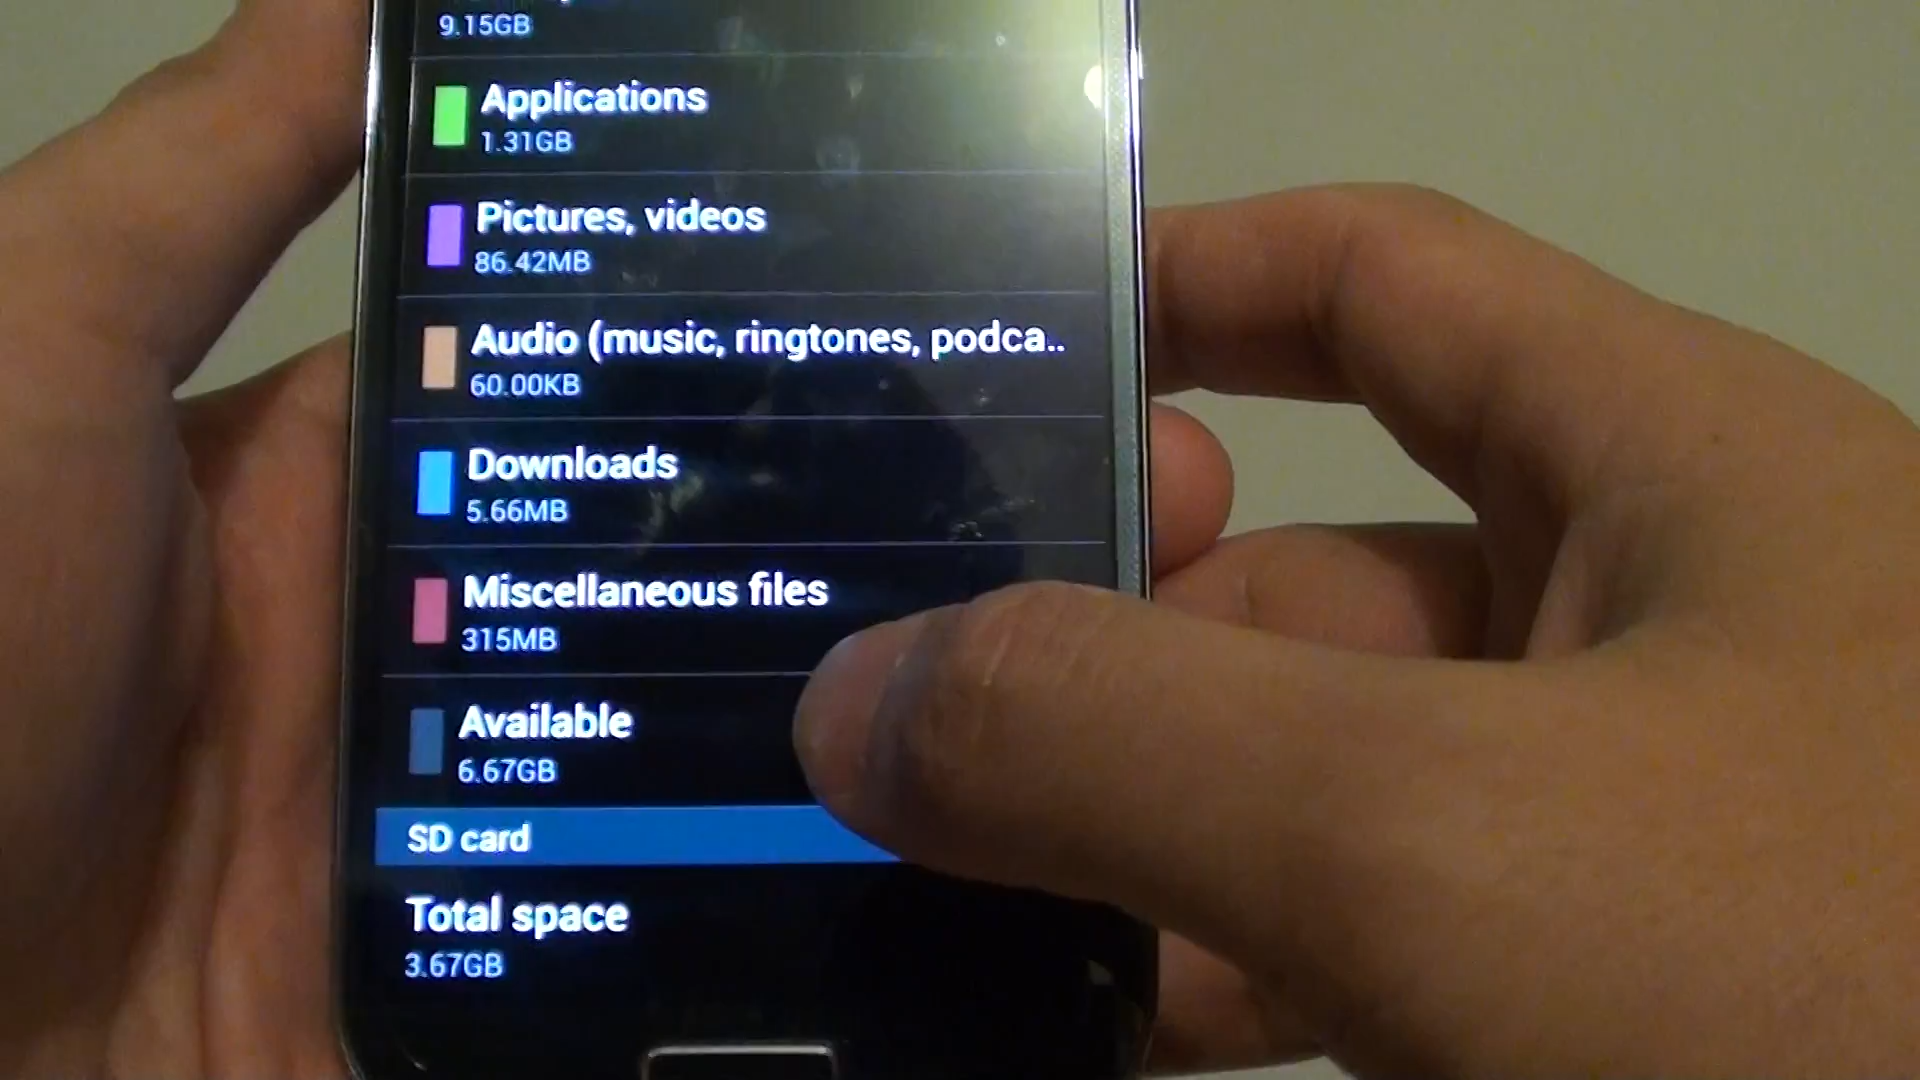 9.15GB
Applications
1.31GB
Pictures, videos
86.42MB
Audio (music, ringtones, podca..
60.00KB
Downloads
5.66MB
Miscellaneous files
315MB
Available
6.67GB
SD card
Total space
3.67GB